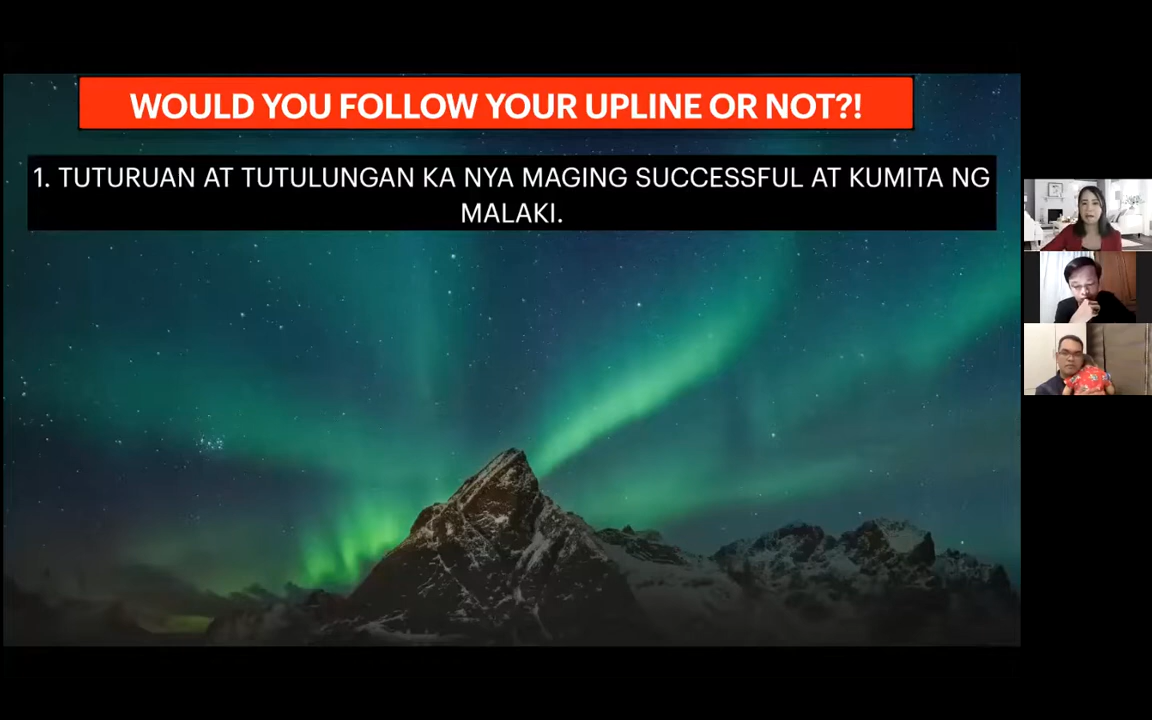 WOULD YOU FOLLOW YOUR UPLINE OR NOT?!
1. TUTURUAN AT TUTULUNGAN KA NYA MAGING SUCCESSFUL AT KUMITA NG
MALAKI.